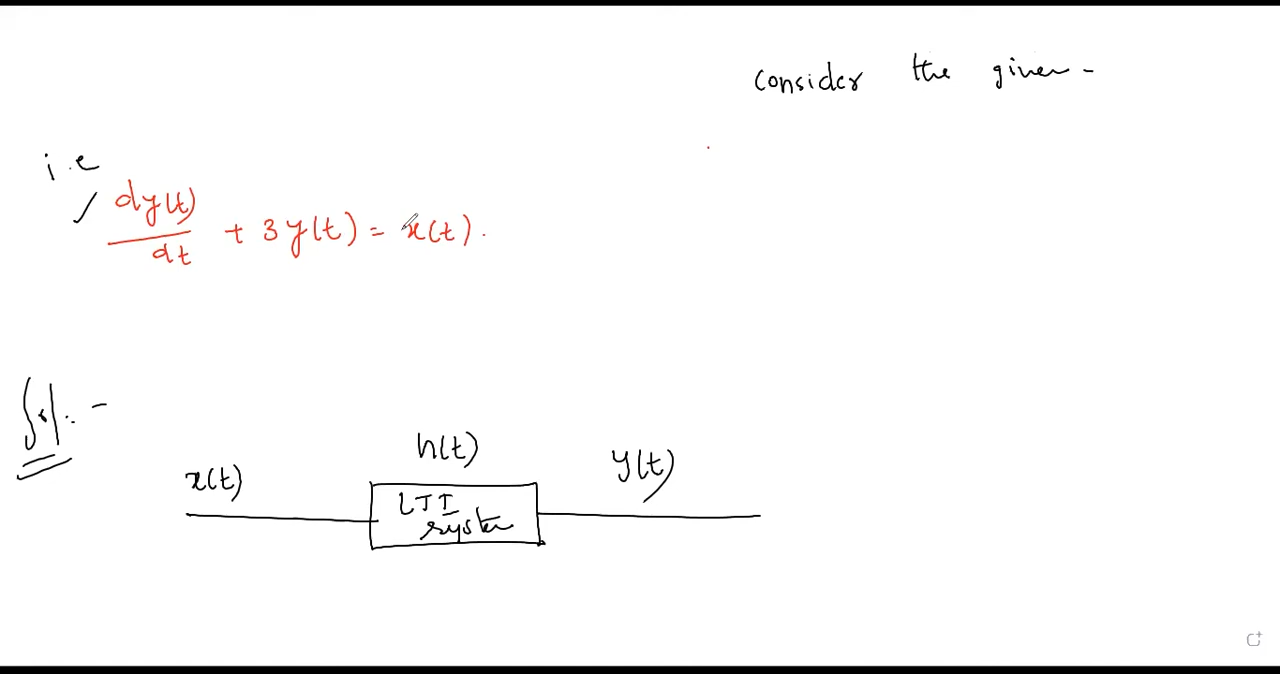 consider the given -
i.e
dy(t)/dt + 3y(t) = x(t).
Sol: -
x(t) h(t) y(t)
LTI
system